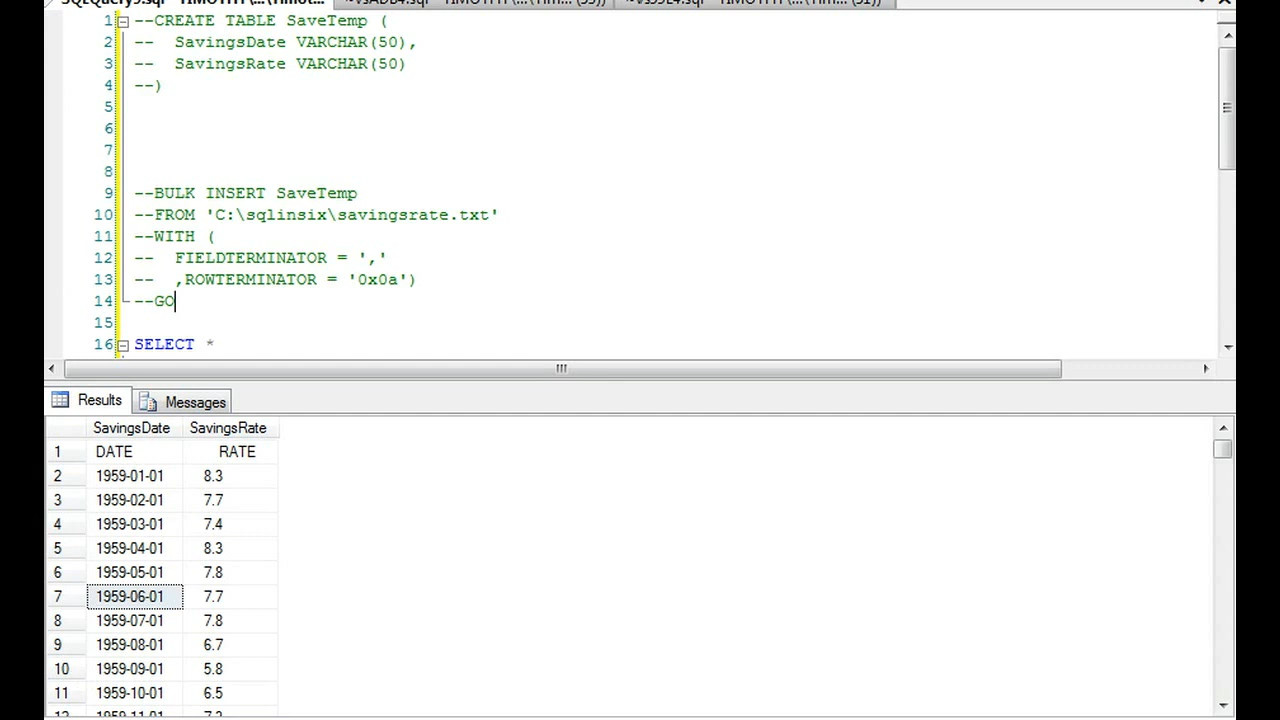 1 --CREATE TABLE SaveTemp (
2 -- SavingsDate VARCHAR(50),
3 -- SavingsRate VARCHAR(50)
4 --)
5
6
7
8
9 --BULK INSERT SaveTemp
10 --FROM 'C:\sqlinsix\savingsrate.txt'
11 --WITH (
12 -- FIELDTERMINATOR = ','
13 -- ,ROWTERMINATOR = '0x0a')
14 --GO
15
16 SELECT *
Results Messages
SavingsDate SavingsRate
1 DATE RATE
2 1959-01-01 8.3
3 1959-02-01 7.7
4 1959-03-01 7.4
5 1959-04-01 8.3
6 1959-05-01 7.8
7 1959-06-01 7.7
8 1959-07-01 7.8
9 1959-08-01 6.7
10 1959-09-01 5.8
11 1959-10-01 6.5